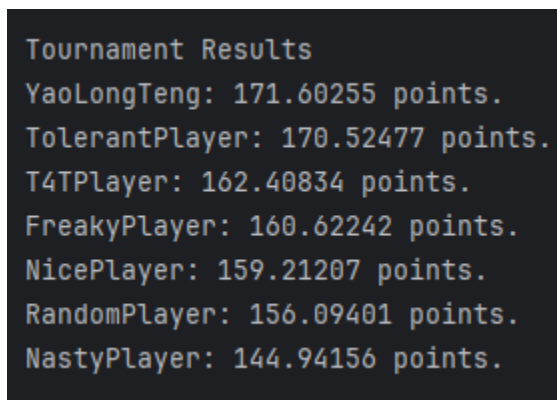 Tournament Results
YaoLongTeng: 171.60255 points.
TolerantPlayer: 170.52477 points.
T4TPlayer: 162.40834 points.
FreakyPlayer: 160.62242 points.
NicePlayer: 159.21207 points.
RandomPlayer: 156.09401 points.
NastyPlayer: 144.94156 points.